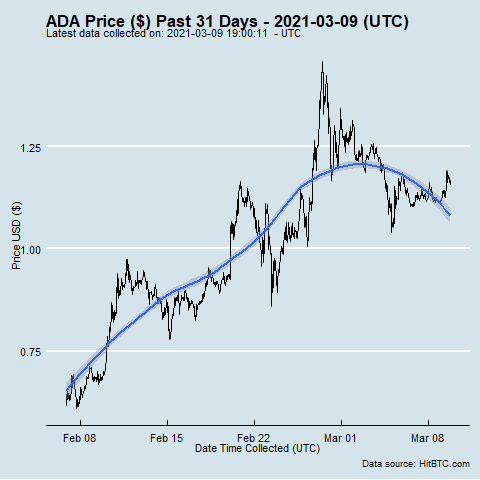 ADA Price ($) Past 31 Days - 2021-03-09 (UTC)
Latest data collected on: 2021-03-09 19:00:11 - UTC
Price USD ($)
1.25
1.00
0.75
Feb 08 Feb 15 Feb 22 Mar 01 Mar 08
Date Time Collected (UTC)
Data source: HitBTC.com